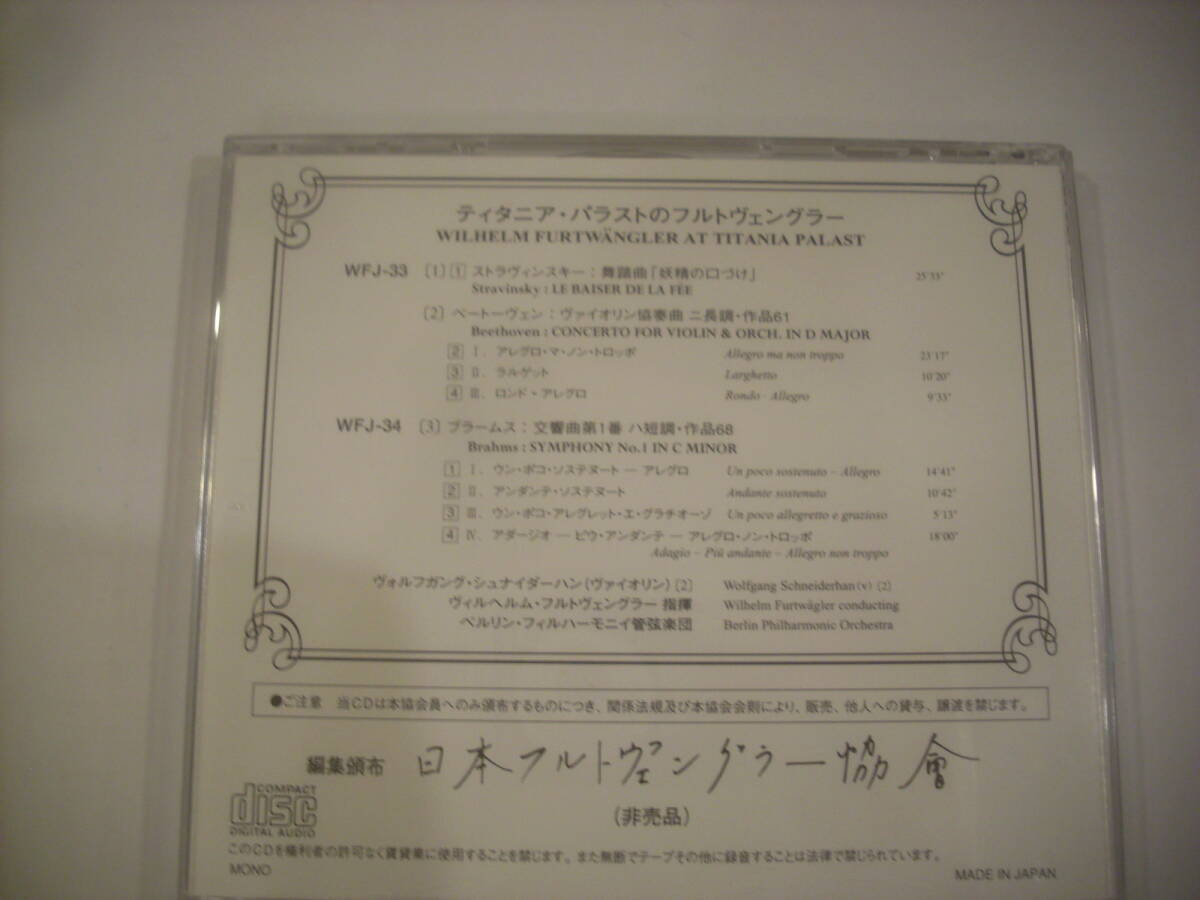 ティタニア・パラストのフルトヴェングラー
WILHELM FURTWÄNGLER AT TITANIA PALAST
WFJ-33 〔1〕 1 ストラヴィンスキー：舞踏曲「妖精の口づけ」 25'33"
Stravinsky : LE BAISER DE LA FÉE
〔2〕 ベートーヴェン：ヴァイオリン協奏曲 ニ長調・作品61
Beethoven : CONCERTO FOR VIOLIN & ORCH. IN D MAJOR
2 Ⅰ. アレグロ・マ・ノン・トロッポ Allegro ma non troppo 23'17"
3 Ⅱ. ラルゲット Larghetto 10'20"
4 Ⅲ. ロンド・アレグロ Rondo - Allegro 9'33"
WFJ-34 〔3〕 ブラームス：交響曲第1番 ハ短調・作品68
Brahms : SYMPHONY No.1 IN C MINOR
1 Ⅰ. ウン・ポコ・ソステヌート ― アレグロ Un poco sostenuto – Allegro 14'41"
2 Ⅱ. アンダンテ・ソステヌート Andante sostenuto 10'42"
3 Ⅲ. ウン・ポコ・アレグレット・エ・グラチオーゾ Un poco allegretto e grazioso 5'13"
4 Ⅳ. アダージオ ― ピウ・アンダンテ ― アレグロ・ノン・トロッポ 18'00"
Adagio – Più andante – Allegro non troppo
ヴォルフガング・シュナイダーハン（ヴァイオリン）〔2〕 Wolfgang Schneiderhan (v) 〔2〕
ヴィルヘルム・フルトヴェングラー 指揮 Wilhelm Furtwägler conducting
ベルリン・フィルハーモニイ管弦楽団 Berlin Philharmonic Orchestra
●ご注意 当CDは本協会員へのみ頒布するものにつき、関係法規及び本協会会則により、販売、他人への貸与、譲渡を禁じます。
編集頒布 日本フルトヴェングラー協會
（非売品）
COMPACT
disc
DIGITAL AUDIO
このCDを権利者の許可なく賃貸業に使用することを禁じます。また無断でテープその他に録音することは法律で禁じられています。
MONO MADE IN JAPAN